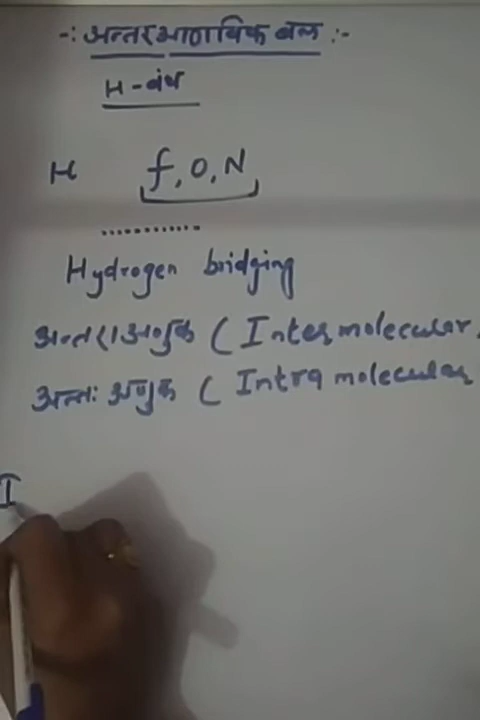 -: अन्तरआणविक बल :-
H-बंध
H f, O, N
............
Hydrogen bridging
अन्तराअणुक ( Intermolecular.
अन्तः अणुक ( Intra molecular
I